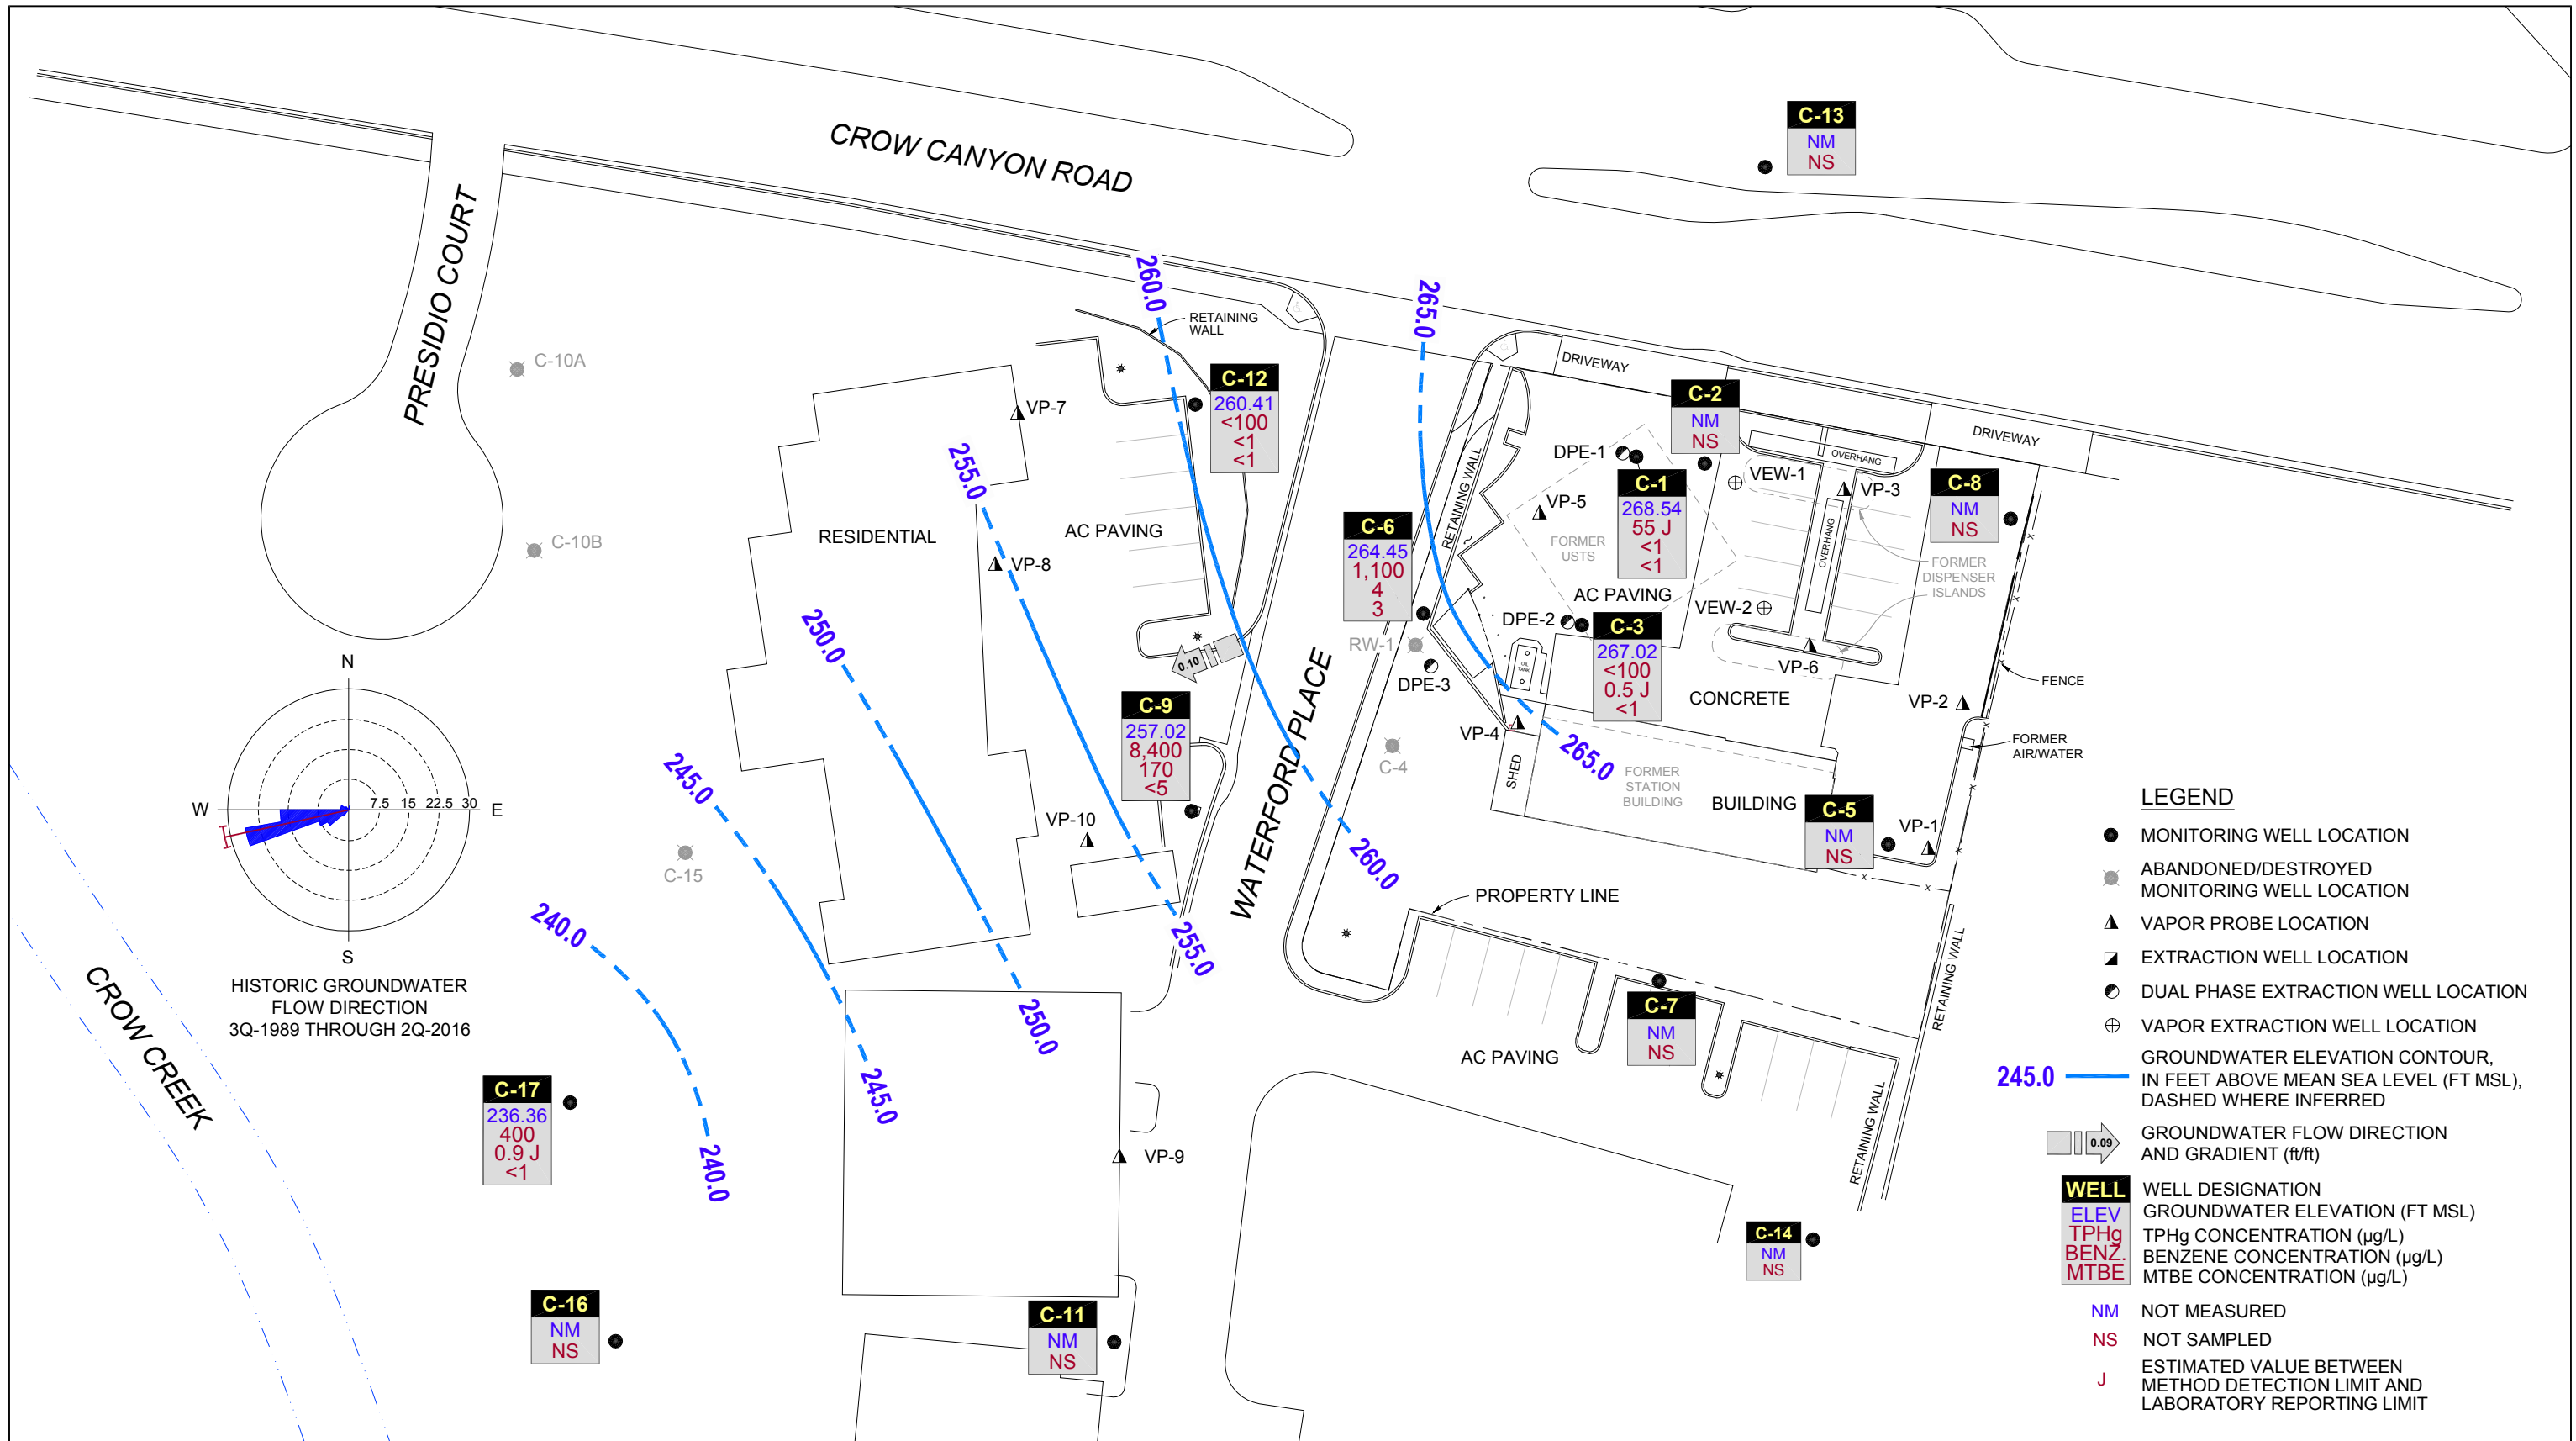 CROW CANYON ROAD
PRESIDIO COURT
C-13
NM
NS
260.0
265.0
RETAINING
WALL
C-10A
VP-7
C-12
260.41
<100
<1
<1
DRIVEWAY
C-2
NM
NS
DRIVEWAY
OVERHANG
255.0
DPE-1
VEW-1
VP-3
C-8
NM
NS
RETAINING WALL
VP-5
C-1
268.54
55 J
<1
<1
OVERHANG
RESIDENTIAL
AC PAVING
C-10B
VP-8
C-6
264.45
1,100
4
3
FORMER
USTS
FORMER
DISPENSER
ISLANDS
AC PAVING
250.0
VEW-2
DPE-2
C-3
267.02
<100
0.5 J
<1
RW-1
0.10
OIL
TANK
DPE-3
VP-6
FENCE
CONCRETE
VP-2
N
W
E
S
7.5
15
22.5
30
HISTORIC GROUNDWATER
FLOW DIRECTION
3Q-1989 THROUGH 2Q-2016
C-9
257.02
8,400
170
<5
WATERFORD PLACE
VP-4
FORMER
AIR/WATER
C-4
265.0
SHED
FORMER
STATION
BUILDING
BUILDING
245.0
VP-10
C-5
NM
NS
VP-1
C-15
260.0
240.0
PROPERTY LINE
255.0
RETAINING WALL
CROW CREEK
250.0
C-7
NM
NS
AC PAVING
245.0
C-17
236.36
400
0.9 J
<1
240.0
VP-9
RETAINING WALL
C-14
NM
NS
C-16
NM
NS
C-11
NM
NS
LEGEND
MONITORING WELL LOCATION
ABANDONED/DESTROYED
MONITORING WELL LOCATION
VAPOR PROBE LOCATION
EXTRACTION WELL LOCATION
DUAL PHASE EXTRACTION WELL LOCATION
VAPOR EXTRACTION WELL LOCATION
245.0
GROUNDWATER ELEVATION CONTOUR,
IN FEET ABOVE MEAN SEA LEVEL (FT MSL),
DASHED WHERE INFERRED
0.09
GROUNDWATER FLOW DIRECTION
AND GRADIENT (ft/ft)
WELL WELL DESIGNATION
ELEV GROUNDWATER ELEVATION (FT MSL)
TPHg TPHg CONCENTRATION (µg/L)
BENZ. BENZENE CONCENTRATION (µg/L)
MTBE MTBE CONCENTRATION (µg/L)
NM NOT MEASURED
NS NOT SAMPLED
J ESTIMATED VALUE BETWEEN
METHOD DETECTION LIMIT AND
LABORATORY REPORTING LIMIT